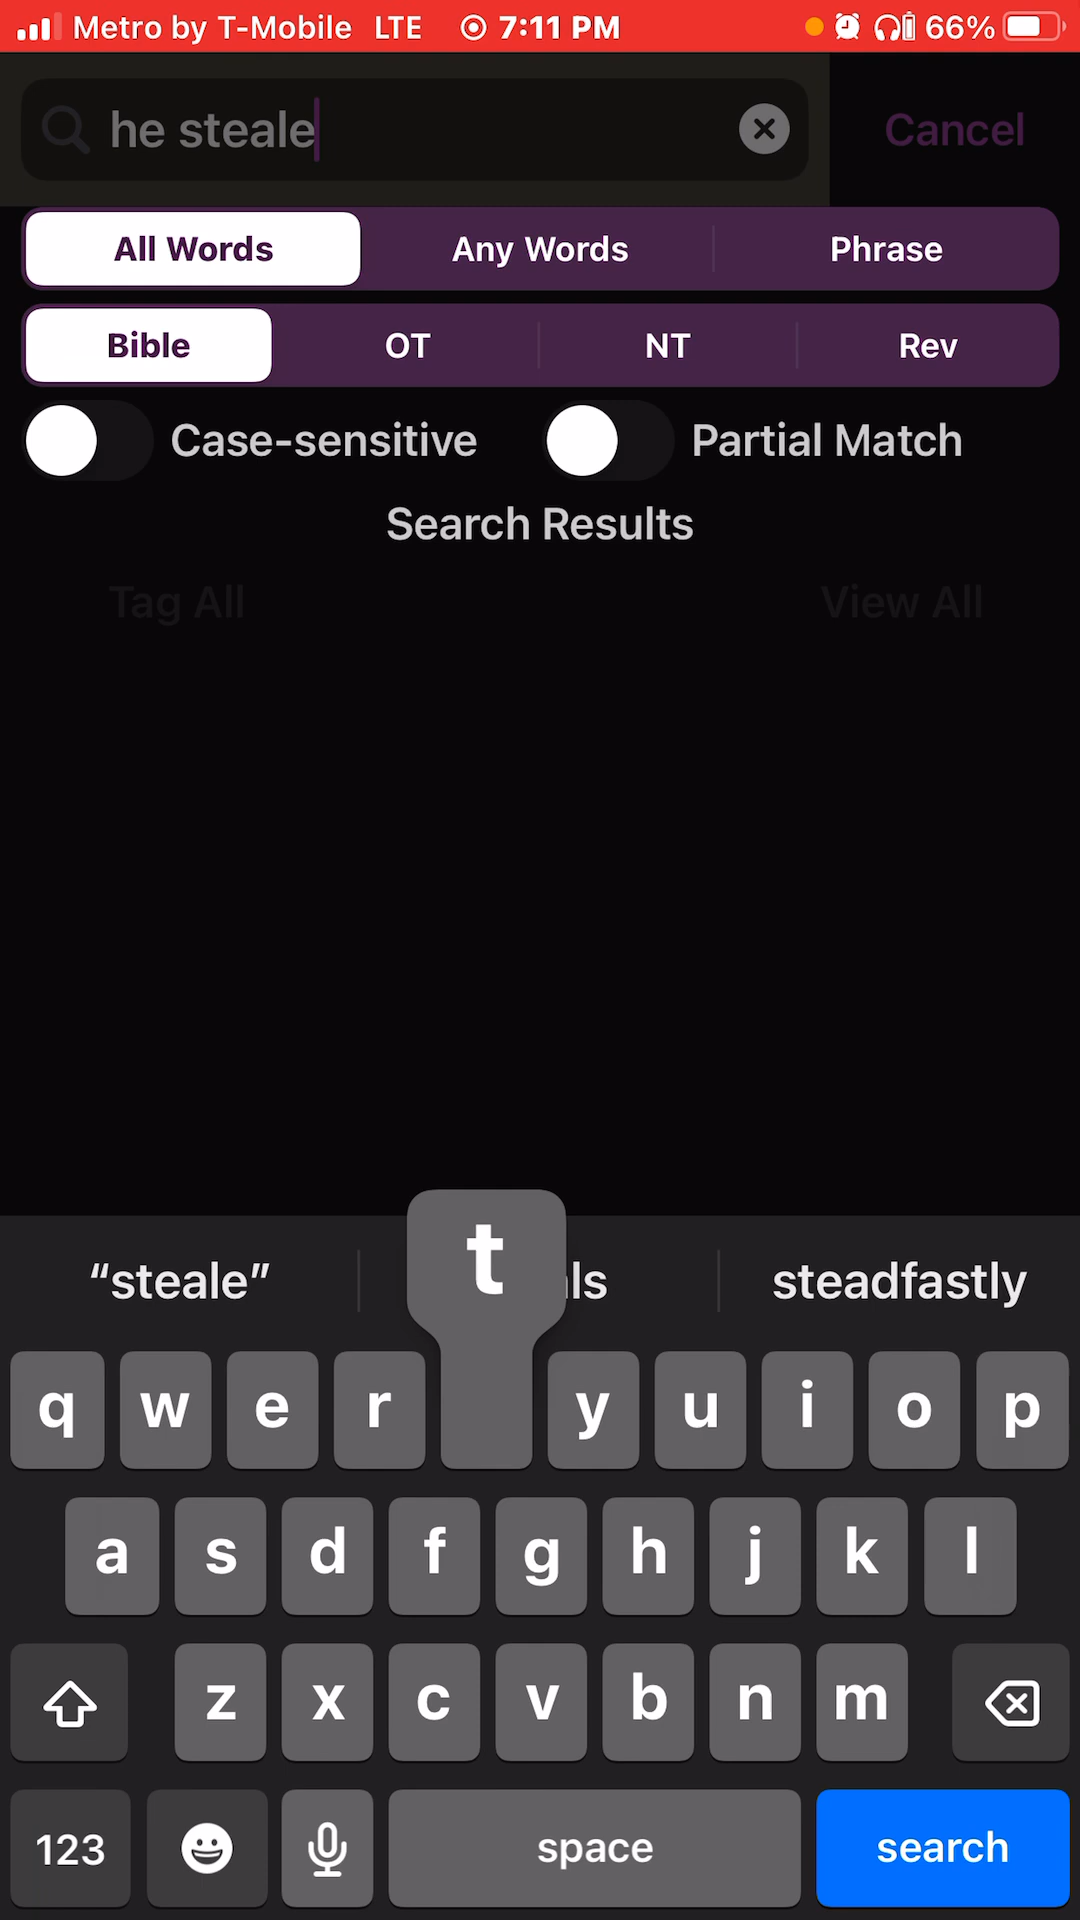 Metro by T-Mobile LTE 7:11 PM 66%
he steale Cancel
All Words Any Words Phrase
Bible OT NT Rev
Case-sensitive Partial Match
Search Results
Tag All View All
“steale” ls steadfastly
t
q w e r y u i o p
a s d f g h j k l
z x c v b n m
123 space search